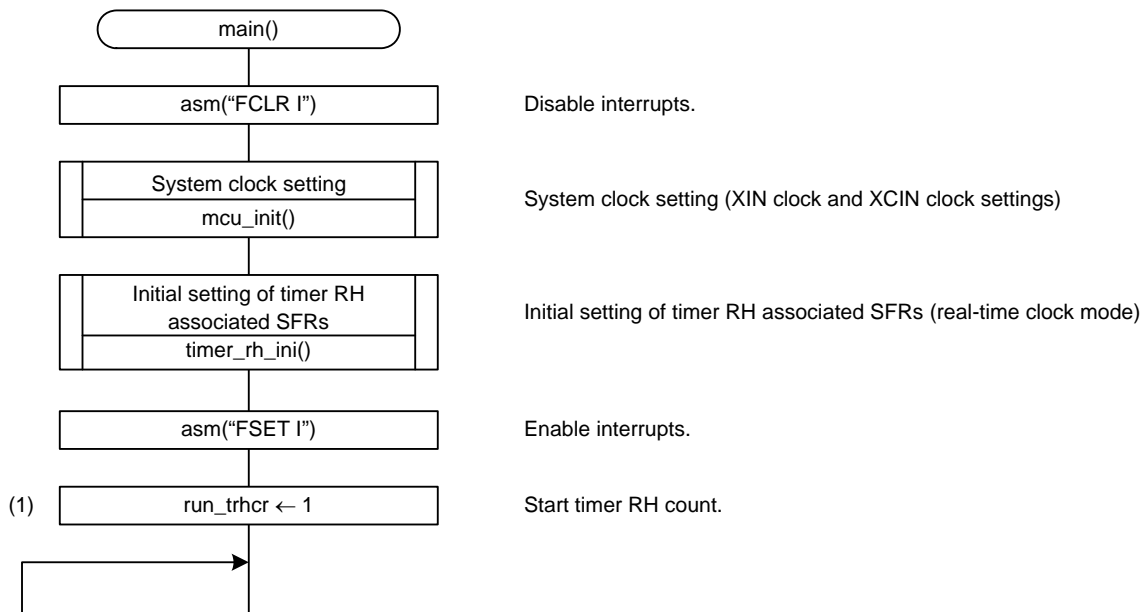 main()
asm(“FCLR I”)
Disable interrupts.
System clock setting
mcu_init()
System clock setting (XIN clock and XCIN clock settings)
Initial setting of timer RH
associated SFRs
timer_rh_ini()
Initial setting of timer RH associated SFRs (real-time clock mode)
asm(“FSET I”)
Enable interrupts.
(1)
run_trhcr ← 1
Start timer RH count.